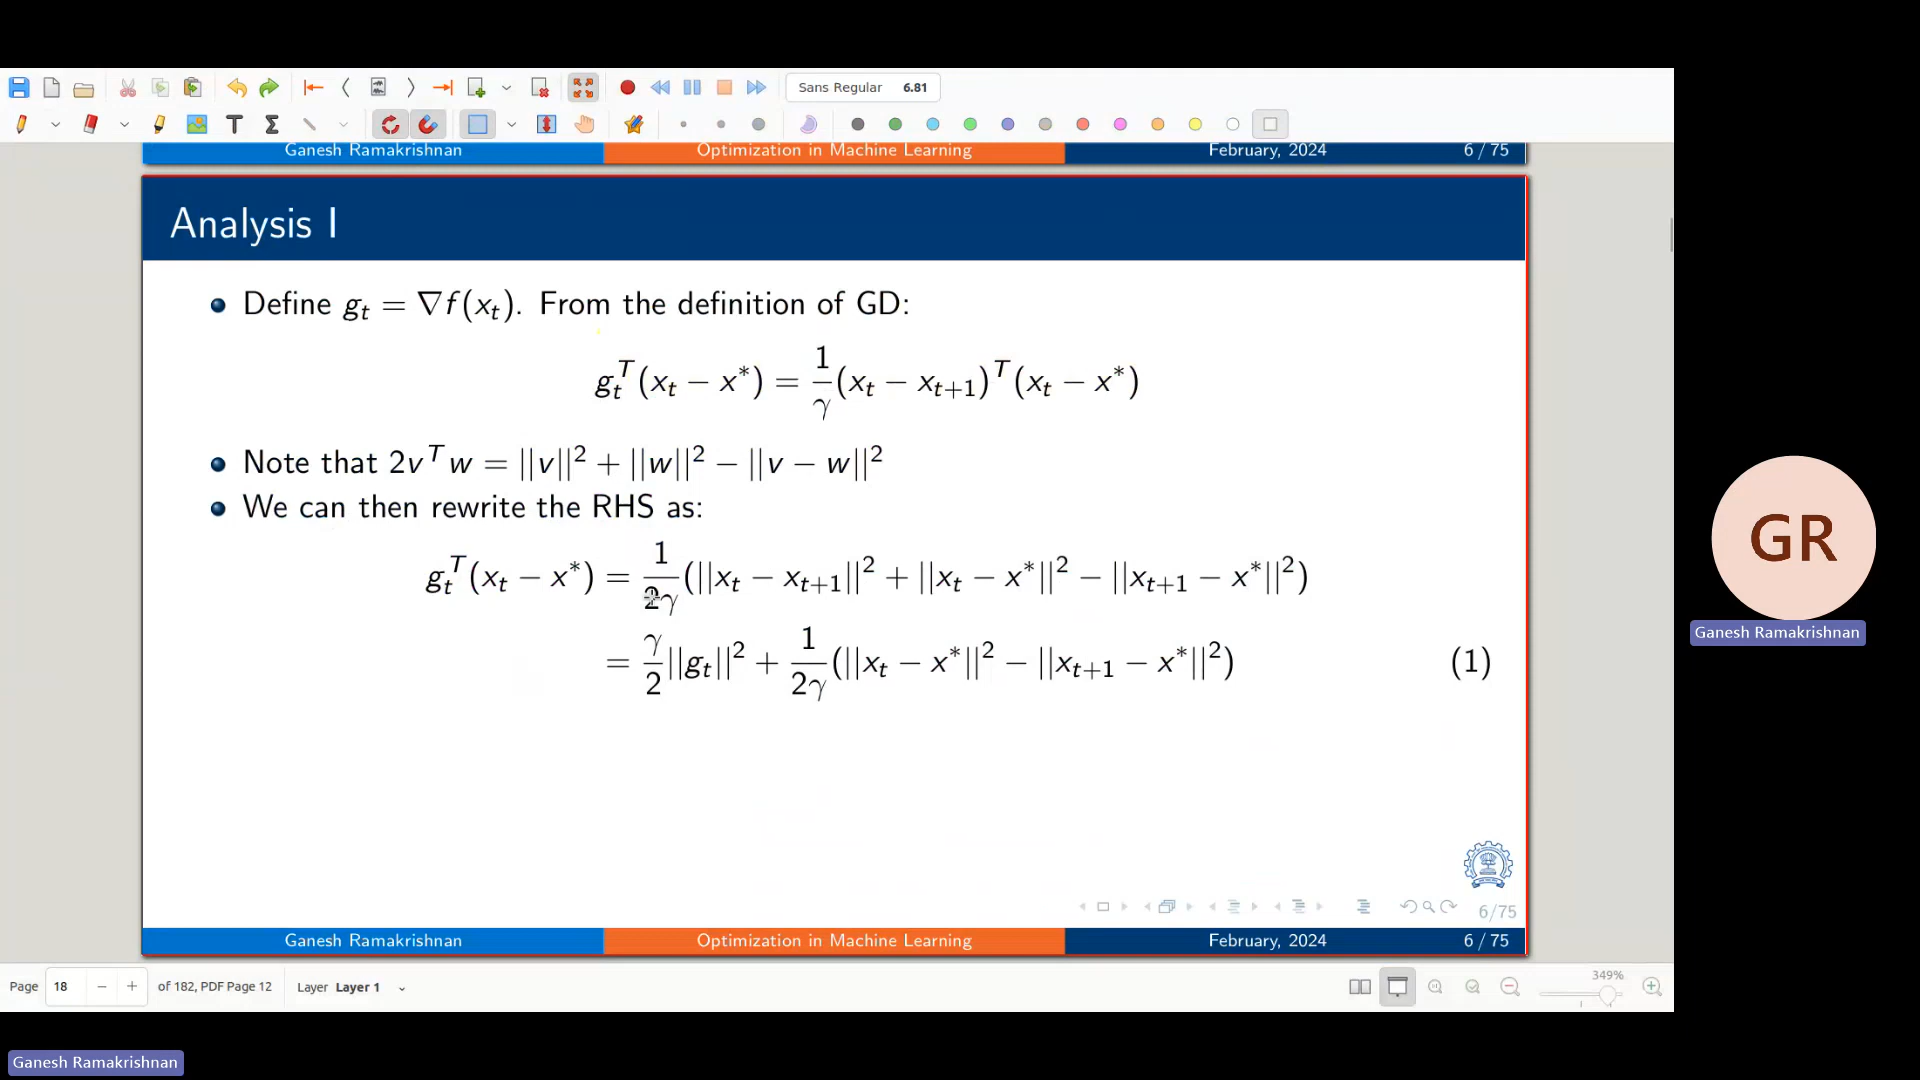 Sans Regular 6.81
Ganesh Ramakrishnan Optimization in Machine Learning February, 2024 6 / 75
Analysis I
Define g_t = ∇f(x_t). From the definition of GD:
g_t^T(x_t − x*) = 1/γ (x_t − x_{t+1})^T(x_t − x*)
Note that 2v^T w = ||v||² + ||w||² − ||v − w||²
We can then rewrite the RHS as:
g_t^T(x_t − x*) = 1/2γ (||x_t − x_{t+1}||² + ||x_t − x*||² − ||x_{t+1} − x*||²)
= γ/2 ||g_t||² + 1/2γ (||x_t − x*||² − ||x_{t+1} − x*||²) (1)
GR
Ganesh Ramakrishnan
6/75
Ganesh Ramakrishnan Optimization in Machine Learning February, 2024 6 / 75
Page 18 − + of 182, PDF Page 12 Layer Layer 1 349%
Ganesh Ramakrishnan